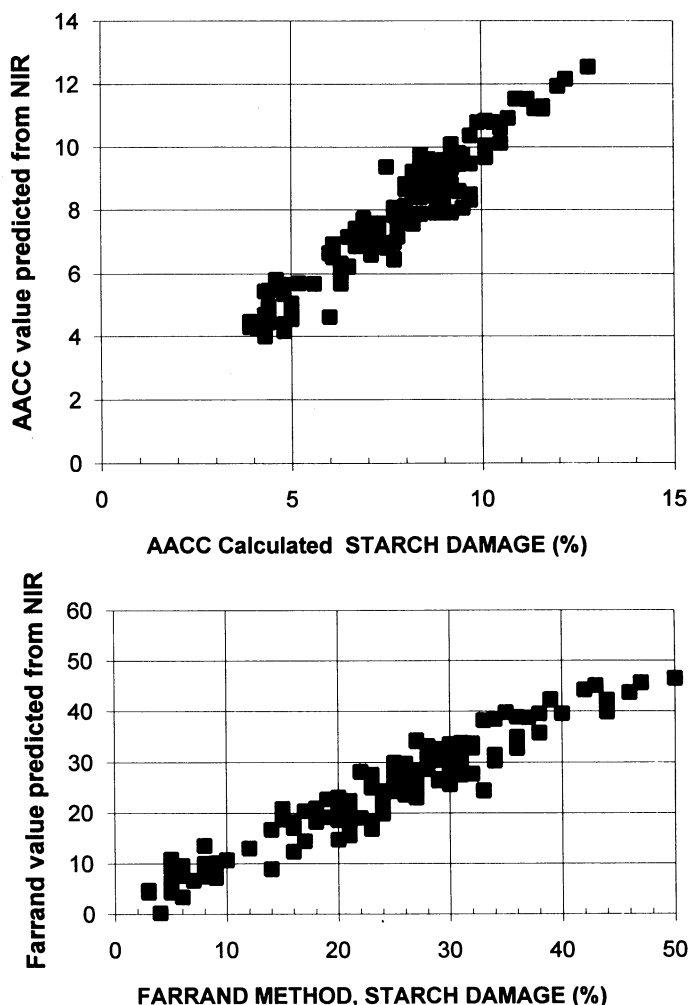 14
12
10
8
6
4
2
0
AACC value predicted from NIR
0 5 10 15
AACC Calculated STARCH DAMAGE (%)
60
50
40
30
20
10
0
Farrand value predicted from NIR
0 10 20 30 40 50
FARRAND METHOD, STARCH DAMAGE (%)